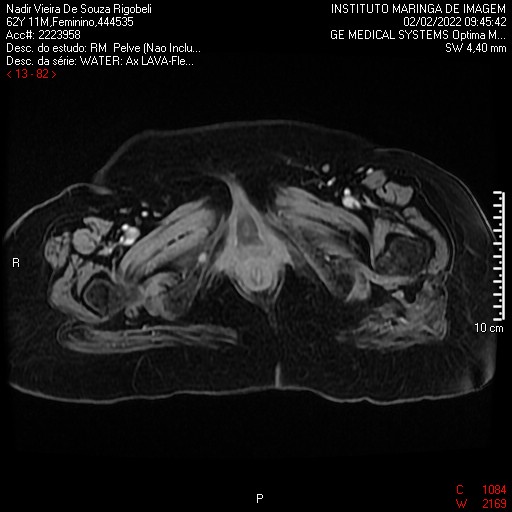 Nadir Vieira De Souza Rigobeli
62Y 11M,Feminino,444535
Acc#: 2223958
Desc. do estudo: RM Pelve (Nao Inclu...
Desc. da série: WATER: Ax LAVA-Fle...
< 13 - 82 >
INSTITUTO MARINGA DE IMAGEM
02/02/2022 09:45:42
GE MEDICAL SYSTEMS Optima M...
SW 4,40 mm
R
10 cm
P
C 1084
W 2169